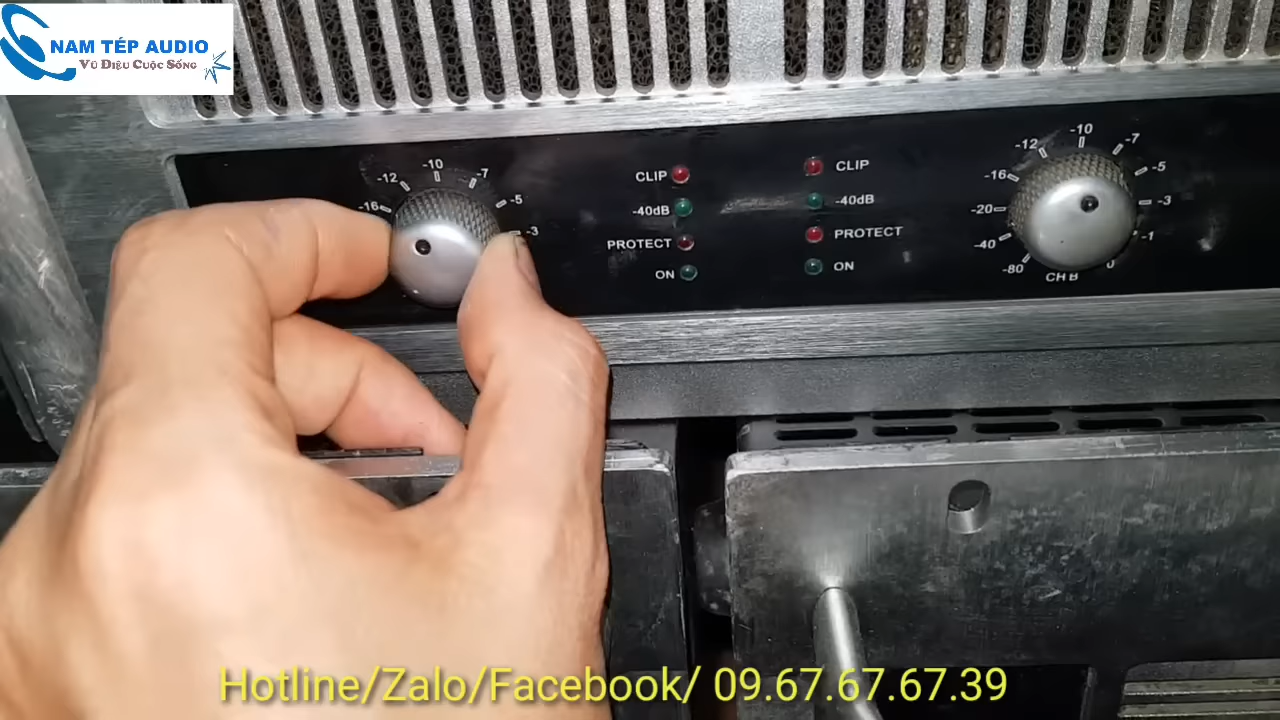 NAM TÉP AUDIO
Vũ Điệu Cuộc Sống
-16
-12
-10
-7
-5
-3
CLIP
-40dB
PROTECT
ON
CLIP
-40dB
PROTECT
ON
-80
-40
-20
-16
-12
-10
-7
-5
-3
-1
0
CH B
Hotline/Zalo/Facebook/ 09.67.67.67.39